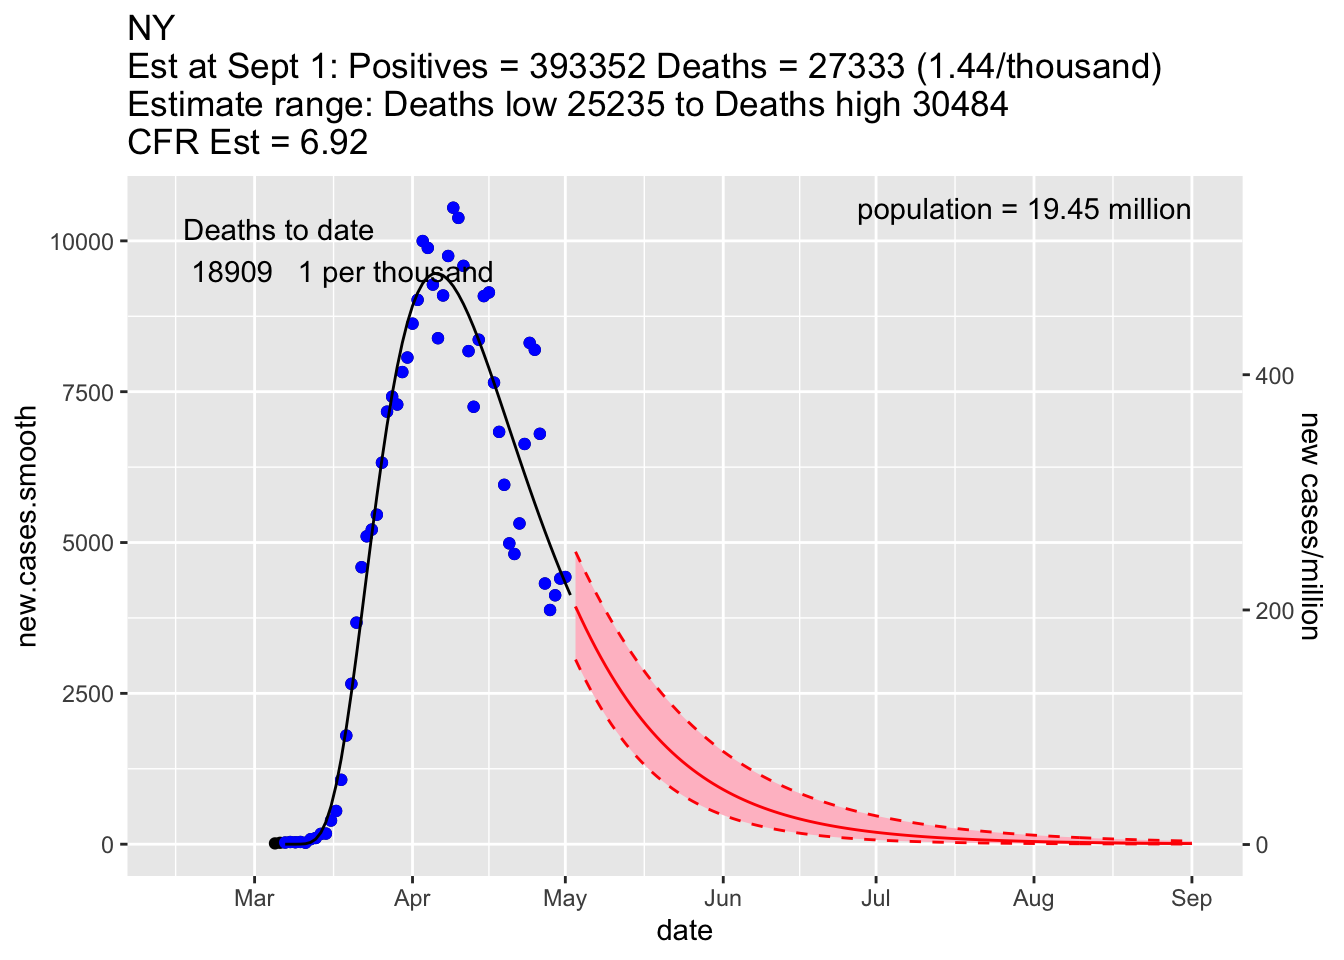 NY
Est at Sept 1: Positives = 393352 Deaths = 27333 (1.44/thousand)
Estimate range: Deaths low 25235 to Deaths high 30484
CFR Est = 6.92
population = 19.45 million
Deaths to date
18909 1 per thousand
10000
7500
5000
2500
0
new.cases.smooth
400
200
0
new cases/million
Mar Apr May Jun Jul Aug Sep
date